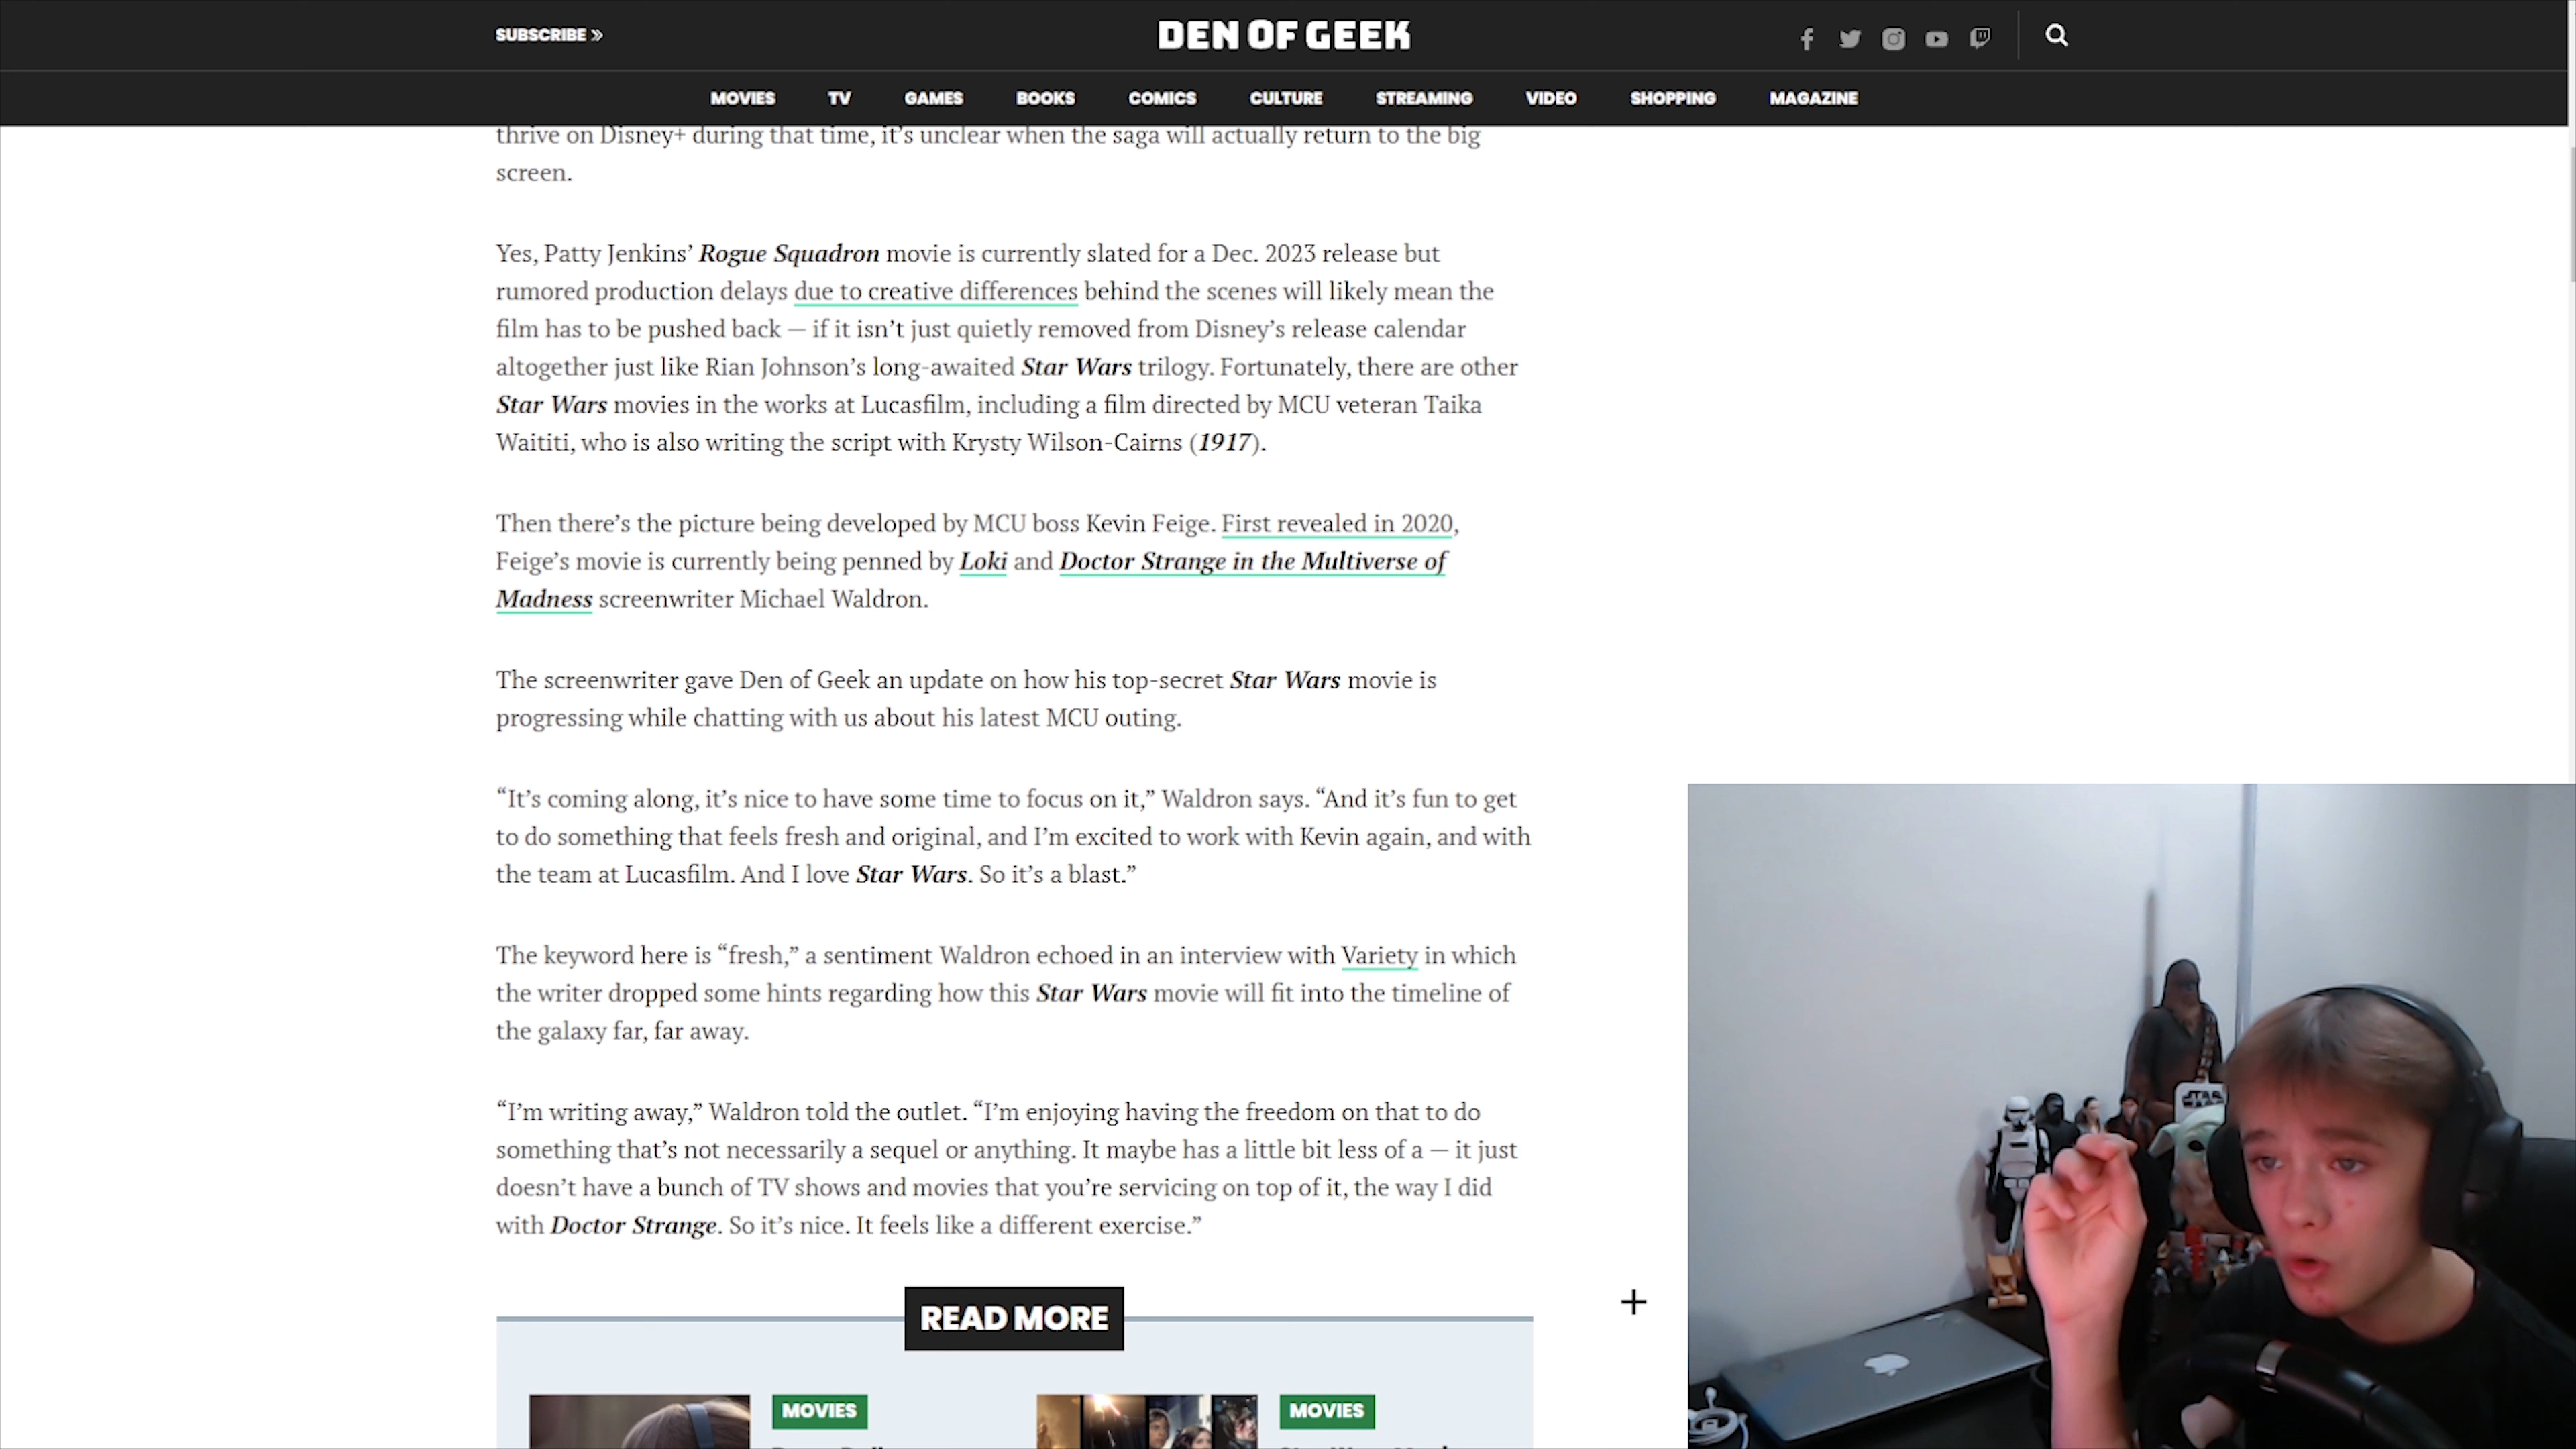 SUBSCRIBE »
DEN OF GEEK
MOVIES TV GAMES BOOKS COMICS CULTURE STREAMING VIDEO SHOPPING MAGAZINE
thrive on Disney+ during that time, it’s unclear when the saga will actually return to the big
screen.
Yes, Patty Jenkins’ Rogue Squadron movie is currently slated for a Dec. 2023 release but
rumored production delays due to creative differences behind the scenes will likely mean the
film has to be pushed back — if it isn’t just quietly removed from Disney’s release calendar
altogether just like Rian Johnson’s long-awaited Star Wars trilogy. Fortunately, there are other
Star Wars movies in the works at Lucasfilm, including a film directed by MCU veteran Taika
Waititi, who is also writing the script with Krysty Wilson-Cairns (1917).
Then there’s the picture being developed by MCU boss Kevin Feige. First revealed in 2020,
Feige’s movie is currently being penned by Loki and Doctor Strange in the Multiverse of
Madness screenwriter Michael Waldron.
The screenwriter gave Den of Geek an update on how his top-secret Star Wars movie is
progressing while chatting with us about his latest MCU outing.
“It’s coming along, it’s nice to have some time to focus on it,” Waldron says. “And it’s fun to get
to do something that feels fresh and original, and I’m excited to work with Kevin again, and with
the team at Lucasfilm. And I love Star Wars. So it’s a blast.”
The keyword here is “fresh,” a sentiment Waldron echoed in an interview with Variety in which
the writer dropped some hints regarding how this Star Wars movie will fit into the timeline of
the galaxy far, far away.
“I’m writing away,” Waldron told the outlet. “I’m enjoying having the freedom on that to do
something that’s not necessarily a sequel or anything. It maybe has a little bit less of a — it just
doesn’t have a bunch of TV shows and movies that you’re servicing on top of it, the way I did
with Doctor Strange. So it’s nice. It feels like a different exercise.”
READ MORE
MOVIES
MOVIES
STAR
WARS